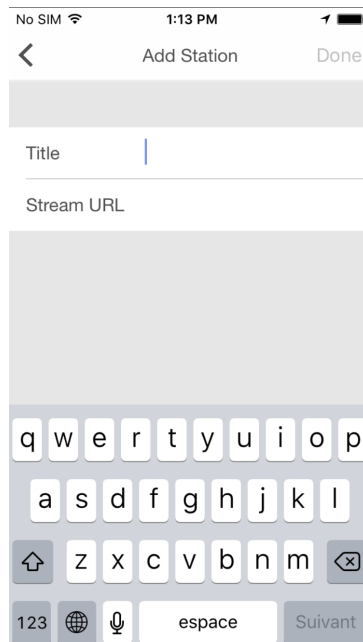 No SIM 1:13 PM
Add Station Done
Title
Stream URL
q w e r t y u i o p
a s d f g h j k l
z x c v b n m
123 espace Suivant